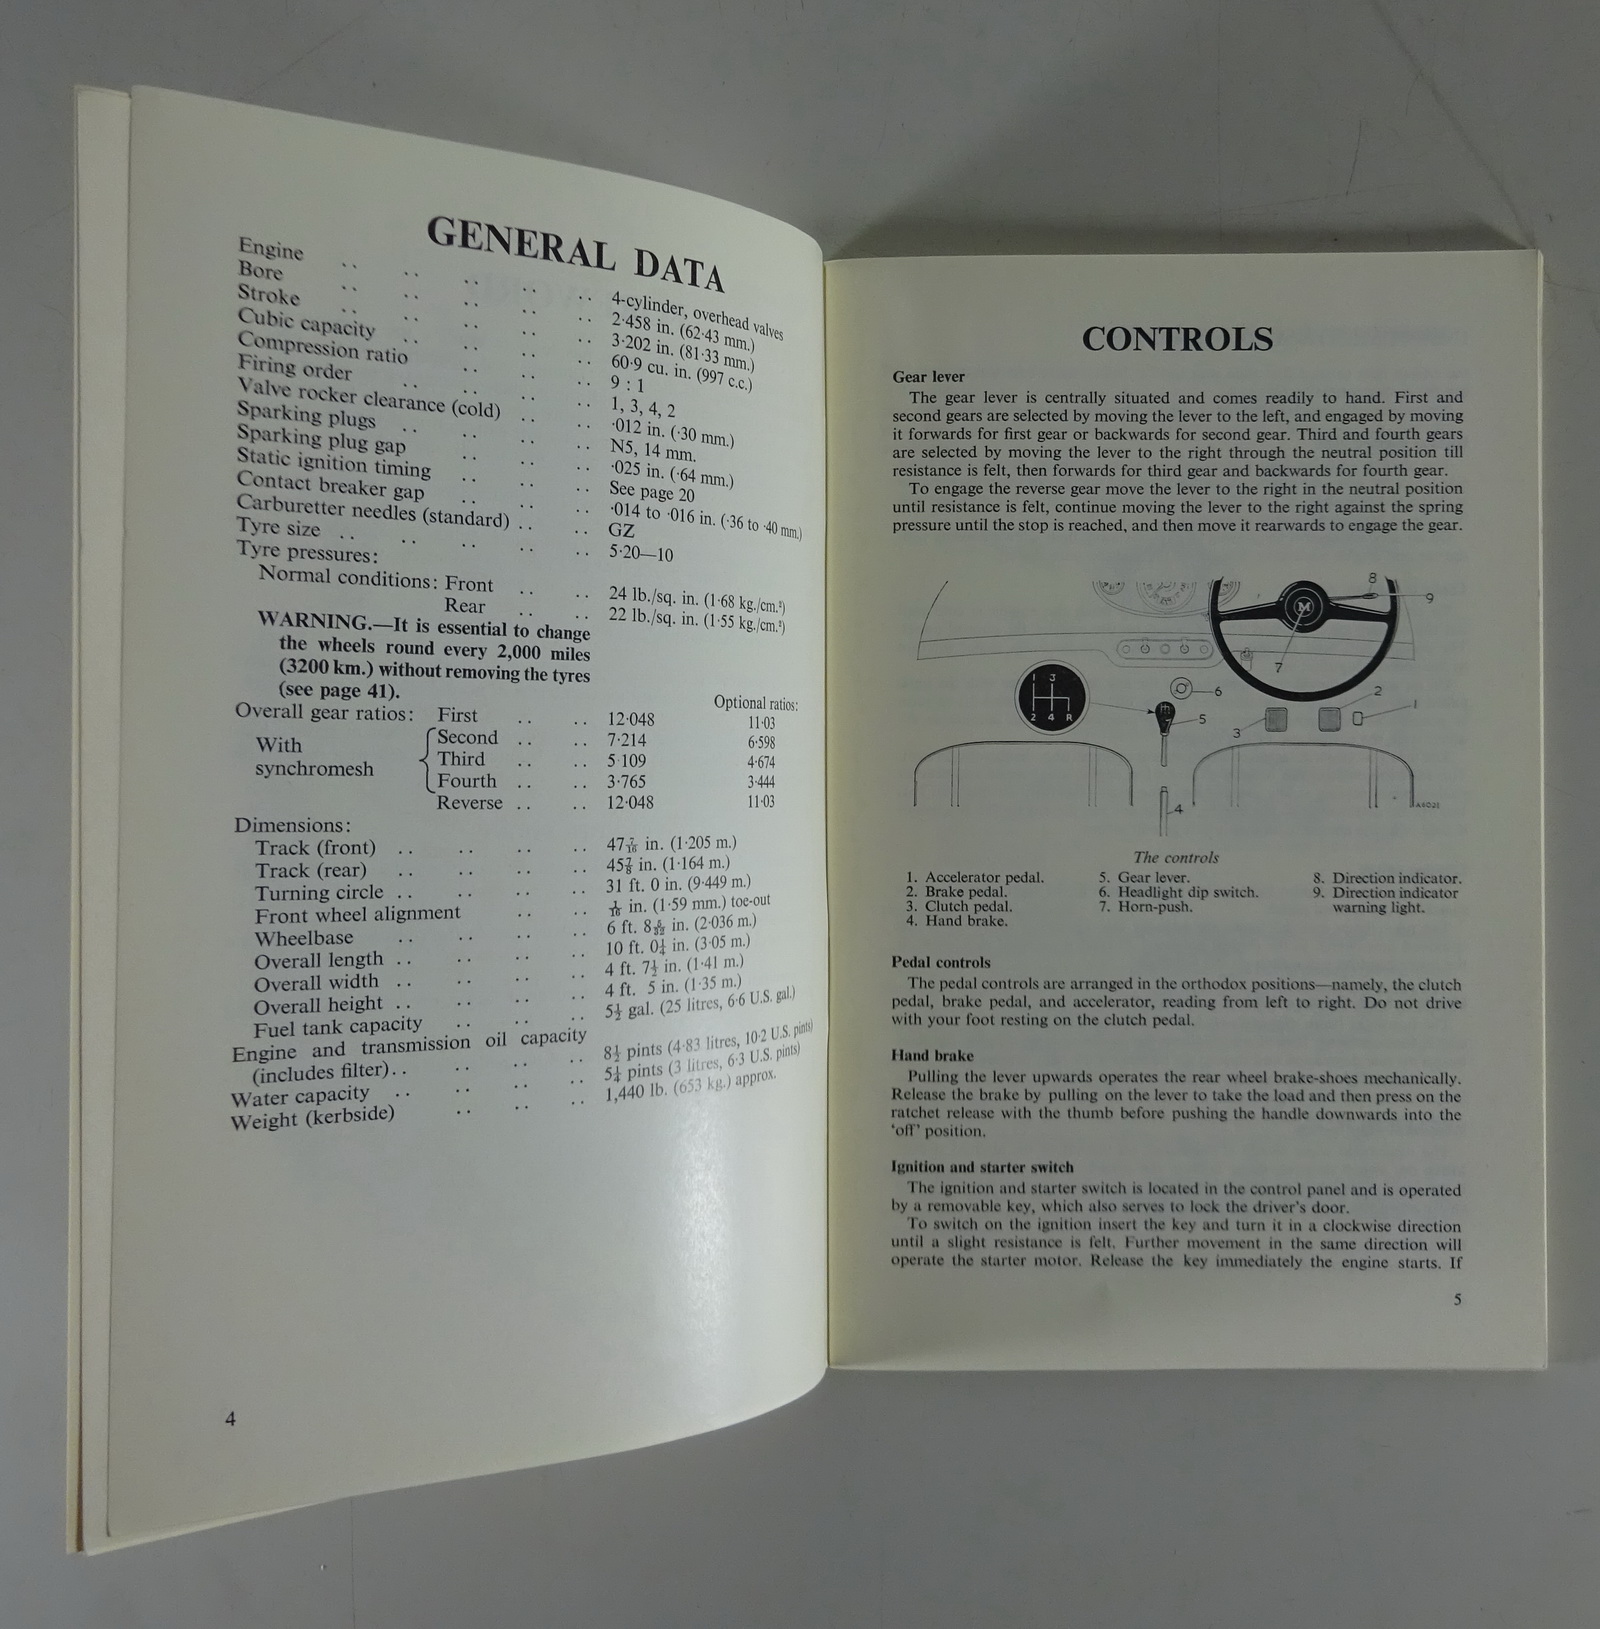 GENERAL DATA
Engine .. .. .. .. .. 4-cylinder, overhead valves
Bore .. .. .. .. .. 2·458 in. (62·43 mm.)
Stroke .. .. .. .. .. 3·202 in. (81·33 mm.)
Cubic capacity .. .. .. .. 60·9 cu. in. (997 c.c.)
Compression ratio .. .. .. 9 : 1
Firing order .. .. .. .. 1, 3, 4, 2
Valve rocker clearance (cold) .. .. ·012 in. (·30 mm.)
Sparking plugs .. .. .. .. N5, 14 mm.
Sparking plug gap .. .. .. ·025 in. (·64 mm.)
Static ignition timing .. .. .. See page 20
Contact breaker gap .. .. .. ·014 to ·016 in. (·36 to ·40 mm.)
Carburetter needles (standard) .. .. GZ
Tyre size .. .. .. .. .. 5·20—10
Tyre pressures:
Normal conditions: Front .. .. 24 lb./sq. in. (1·68 kg./cm.²)
Rear .. .. 22 lb./sq. in. (1·55 kg./cm.²)
WARNING.—It is essential to change
the wheels round every 2,000 miles
(3200 km.) without removing the tyres
(see page 41).
Optional ratios:
Overall gear ratios: First .. .. 12·048 11·03
With synchromesh
Second .. .. 7·214 6·598
Third .. .. 5·109 4·674
Fourth .. .. 3·765 3·444
Reverse .. .. 12·048 11·03
Dimensions:
Track (front) .. .. .. .. 47 7/16 in. (1·205 m.)
Track (rear) .. .. .. .. 45⅞ in. (1·164 m.)
Turning circle .. .. .. .. 31 ft. 0 in. (9·449 m.)
Front wheel alignment .. .. 1/16 in. (1·59 mm.) toe-out
Wheelbase .. .. .. .. 6 ft. 8 5/32 in. (2·036 m.)
Overall length .. .. .. .. 10 ft. 0¼ in. (3·05 m.)
Overall width .. .. .. .. 4 ft. 7½ in. (1·41 m.)
Overall height .. .. .. .. 4 ft. 5 in. (1·35 m.)
Fuel tank capacity .. .. .. 5½ gal. (25 litres, 6·6 U.S. gal.)
Engine and transmission oil capacity
(includes filter).. .. .. .. 8½ pints (4·83 litres, 10·2 U.S. pints)
Water capacity .. .. .. .. 5¼ pints (3 litres, 6·3 U.S. pints)
Weight (kerbside) .. .. .. 1,440 lb. (653 kg.) approx.
4
CONTROLS
Gear lever
The gear lever is centrally situated and comes readily to hand. First and
second gears are selected by moving the lever to the left, and engaged by moving
it forwards for first gear or backwards for second gear. Third and fourth gears
are selected by moving the lever to the right through the neutral position till
resistance is felt, then forwards for third gear and backwards for fourth gear.
To engage the reverse gear move the lever to the right in the neutral position
until resistance is felt, continue moving the lever to the right against the spring
pressure until the stop is reached, and then move it rearwards to engage the gear.
8
9
M
7
1 3
2 4 R
6
5
2
1
3
4
A6021
The controls
1. Accelerator pedal. 5. Gear lever. 8. Direction indicator.
2. Brake pedal. 6. Headlight dip switch. 9. Direction indicator
3. Clutch pedal. 7. Horn-push. warning light.
4. Hand brake.
Pedal controls
The pedal controls are arranged in the orthodox positions—namely, the clutch
pedal, brake pedal, and accelerator, reading from left to right. Do not drive
with your foot resting on the clutch pedal.
Hand brake
Pulling the lever upwards operates the rear wheel brake-shoes mechanically.
Release the brake by pulling on the lever to take the load and then press on the
ratchet release with the thumb before pushing the handle downwards into the
‘off’ position.
Ignition and starter switch
The ignition and starter switch is located in the control panel and is operated
by a removable key, which also serves to lock the driver's door.
To switch on the ignition insert the key and turn it in a clockwise direction
until a slight resistance is felt. Further movement in the same direction will
operate the starter motor. Release the key immediately the engine starts. If
5